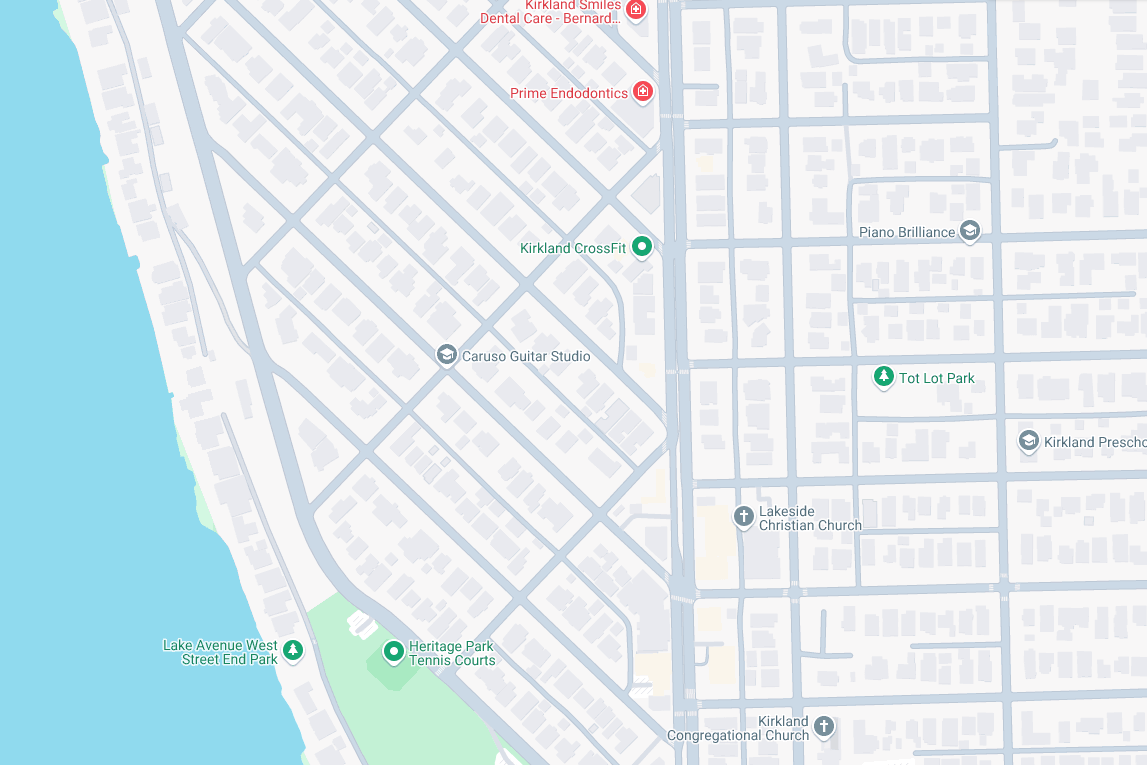 Kirkland Smiles
Dental Care - Bernard...
Prime Endodontics
Piano Brilliance
Kirkland CrossFit
Caruso Guitar Studio
Tot Lot Park
Kirkland Prescho
Lakeside
Christian Church
Lake Avenue West
Street End Park
Heritage Park
Tennis Courts
Kirkland
Congregational Church